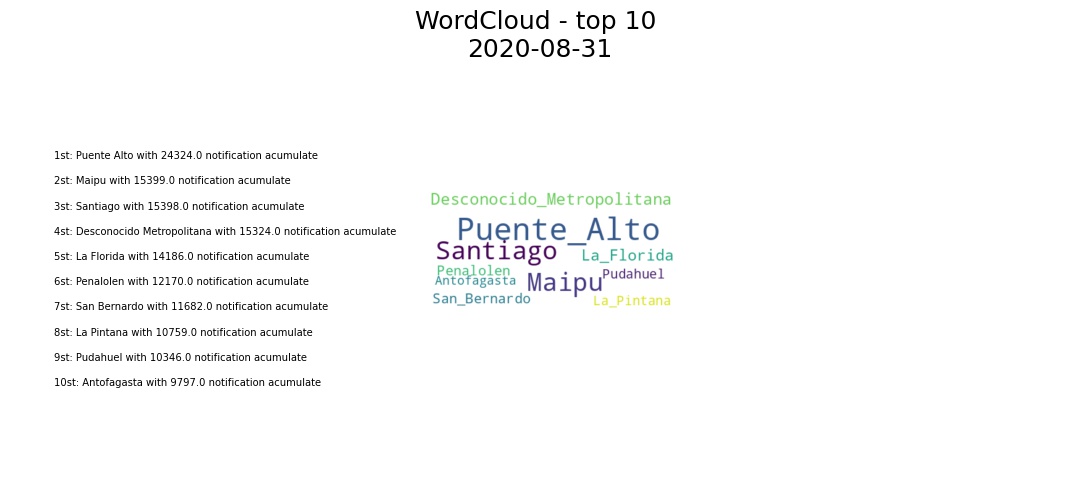 WordCloud - top 10
2020-08-31
1st: Puente Alto with 24324.0 notification acumulate
2st: Maipu with 15399.0 notification acumulate
3st: Santiago with 15398.0 notification acumulate
4st: Desconocido Metropolitana with 15324.0 notification acumulate
5st: La Florida with 14186.0 notification acumulate
6st: Penalolen with 12170.0 notification acumulate
7st: San Bernardo with 11682.0 notification acumulate
8st: La Pintana with 10759.0 notification acumulate
9st: Pudahuel with 10346.0 notification acumulate
10st: Antofagasta with 9797.0 notification acumulate
Desconocido_Metropolitana
Puente_Alto
Santiago
La_Florida
Penalolen
Pudahuel
Antofagasta
Maipu
San_Bernardo
La_Pintana